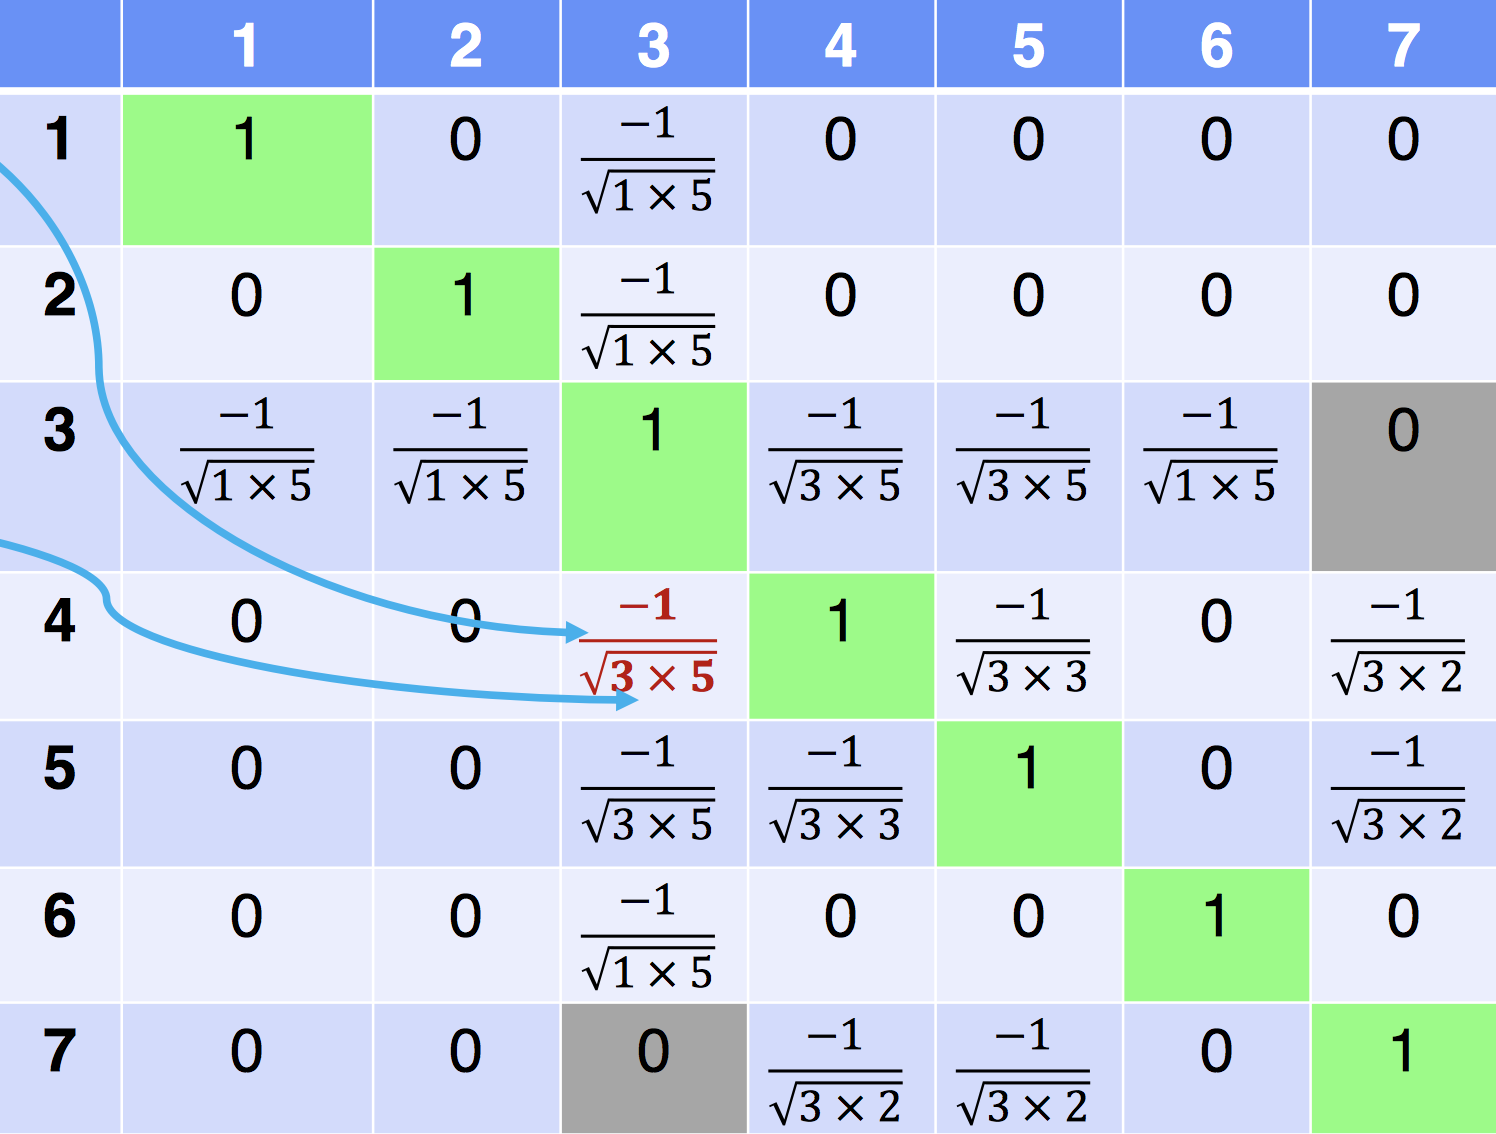 1 2 3 4 5 6 7
1 1 0 −1/√(1 × 5) 0 0 0 0
2 0 1 −1/√(1 × 5) 0 0 0 0
3 −1/√(1 × 5) −1/√(1 × 5) 1 −1/√(3 × 5) −1/√(3 × 5) −1/√(1 × 5) 0
4 0 0 −1/√(3 × 5) 1 −1/√(3 × 3) 0 −1/√(3 × 2)
5 0 0 −1/√(3 × 5) −1/√(3 × 3) 1 0 −1/√(3 × 2)
6 0 0 −1/√(1 × 5) 0 0 1 0
7 0 0 0 −1/√(3 × 2) −1/√(3 × 2) 0 1